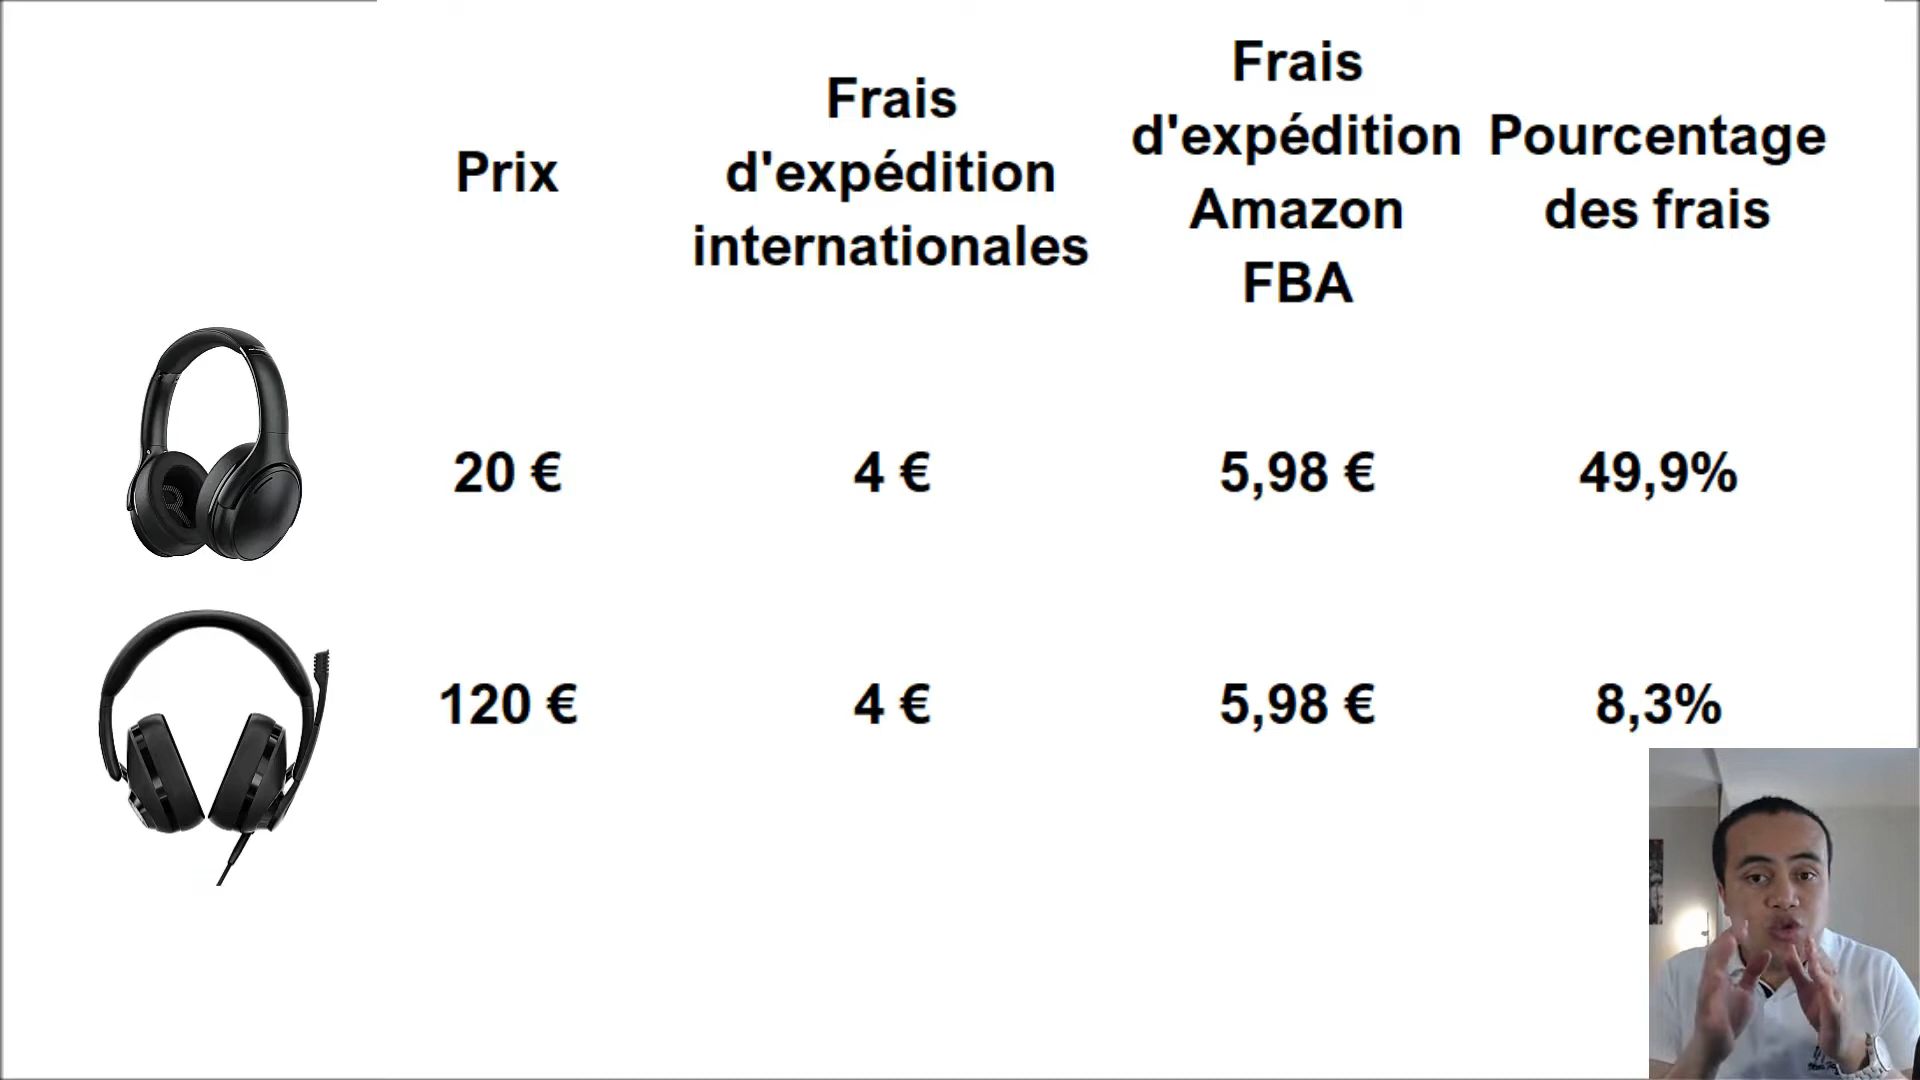 Prix
Frais
d'expédition
internationales
Frais
d'expédition
Amazon
FBA
Pourcentage
des frais
20 €
4 €
5,98 €
49,9%
120 €
4 €
5,98 €
8,3%